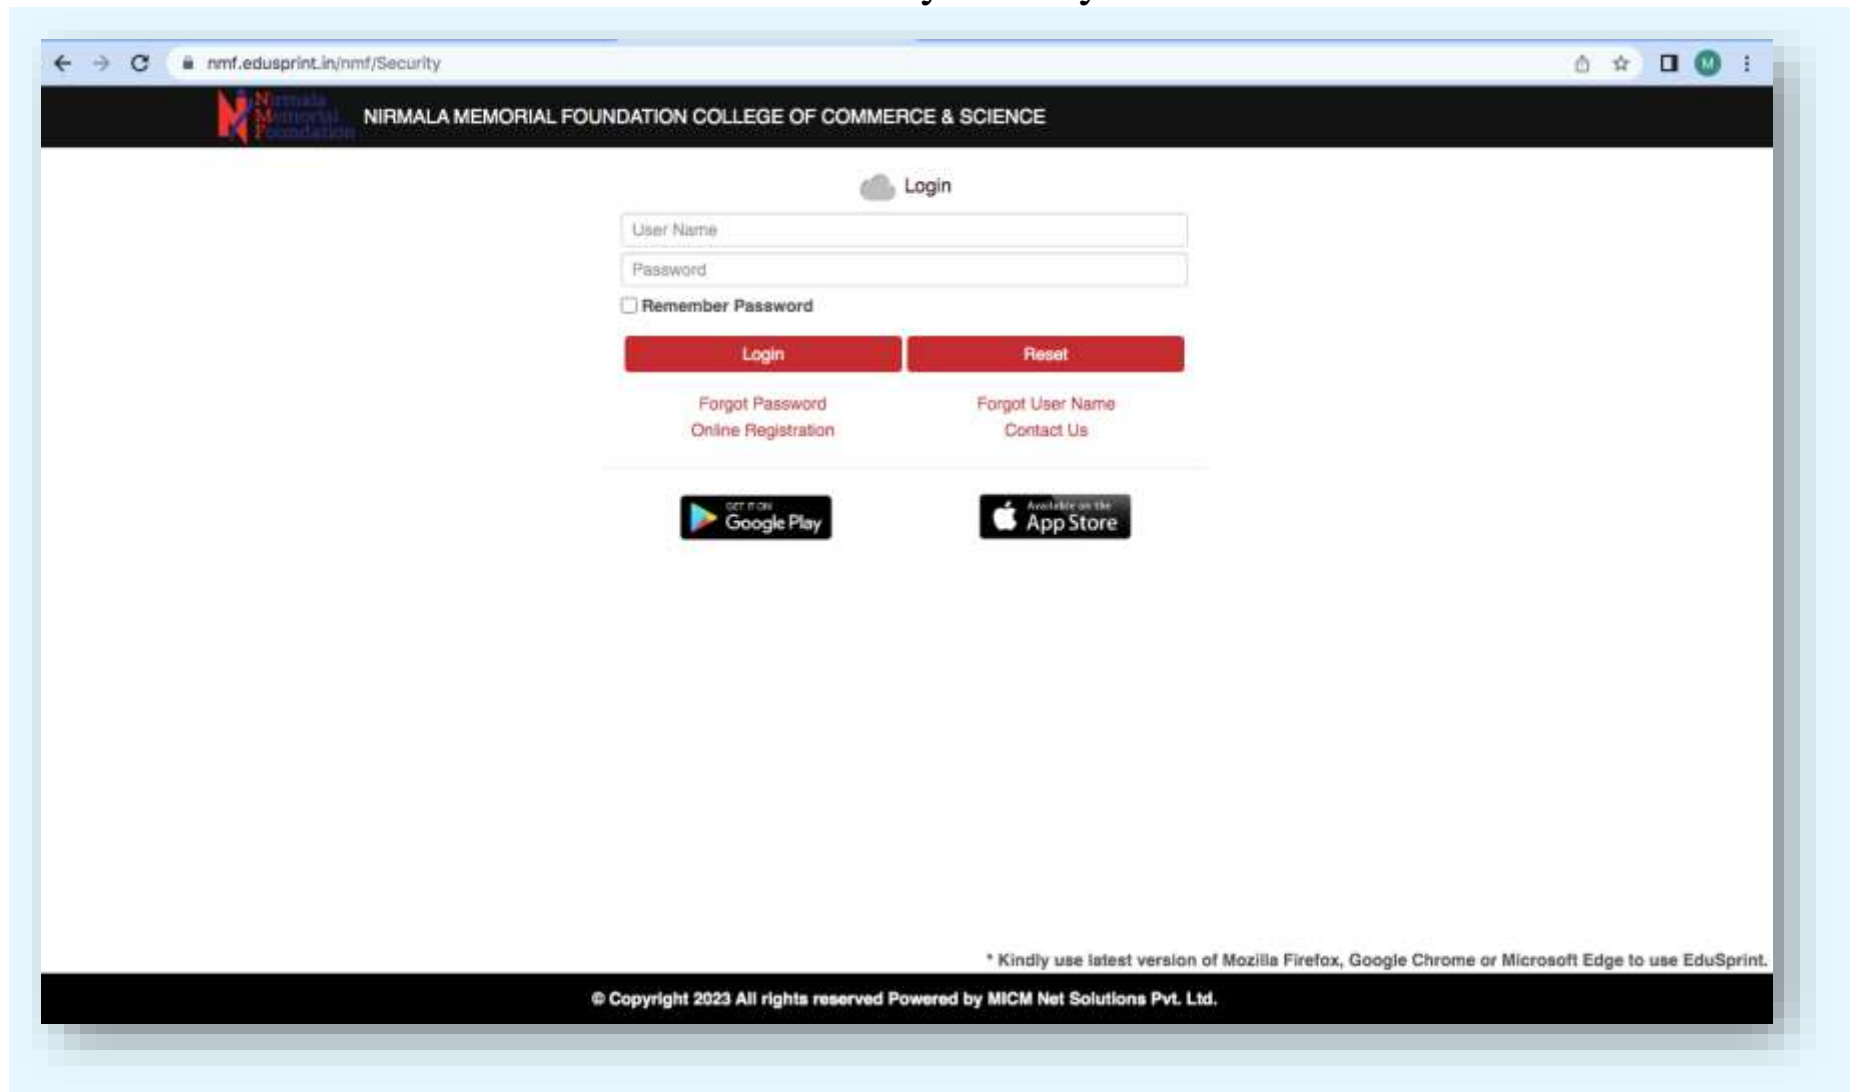 nmf.edusprint.in/nmf/Security
M
Nirmala
Memorial
Foundation
NIRMALA MEMORIAL FOUNDATION COLLEGE OF COMMERCE & SCIENCE
Login
User Name
Password
Remember Password
Login Reset
Forgot Password Forgot User Name
Online Registration Contact Us
GET IT ON
Google Play
Available on the
App Store
* Kindly use latest version of Mozilla Firefox, Google Chrome or Microsoft Edge to use EduSprint.
© Copyright 2023 All rights reserved Powered by MICM Net Solutions Pvt. Ltd.